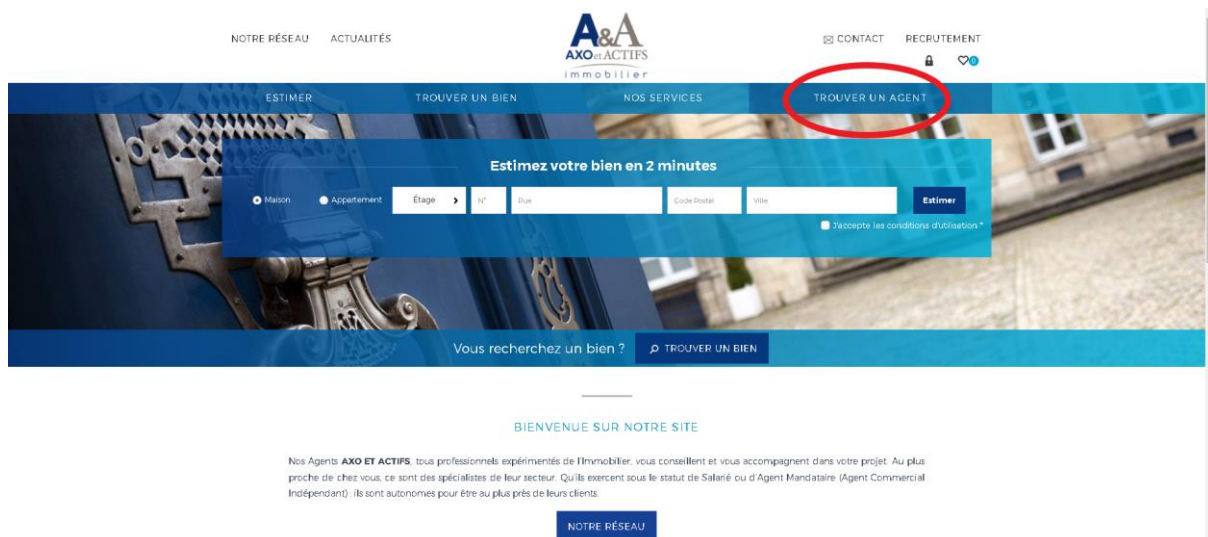 NOTRE RÉSEAU ACTUALITÉS
A&A
AXO et ACTIFS
immobilier
CONTACT RECRUTEMENT
0
ESTIMER TROUVER UN BIEN NOS SERVICES TROUVER UN AGENT
Estimez votre bien en 2 minutes
Maison Appartement Étage N° Rue Code Postal Ville Estimer
J'accepte les conditions d'utilisation *
Vous recherchez un bien ? TROUVER UN BIEN
BIENVENUE SUR NOTRE SITE
Nos Agents AXO ET ACTIFS, tous professionnels expérimentés de l'Immobilier, vous conseillent et vous accompagnent dans votre projet. Au plus
proche de chez vous, ce sont des spécialistes de leur secteur. Qu'ils exercent sous le statut de Salarié ou d'Agent Mandataire (Agent Commercial
Indépendant) : ils sont autonomes pour être au plus près de leurs clients.
NOTRE RÉSEAU